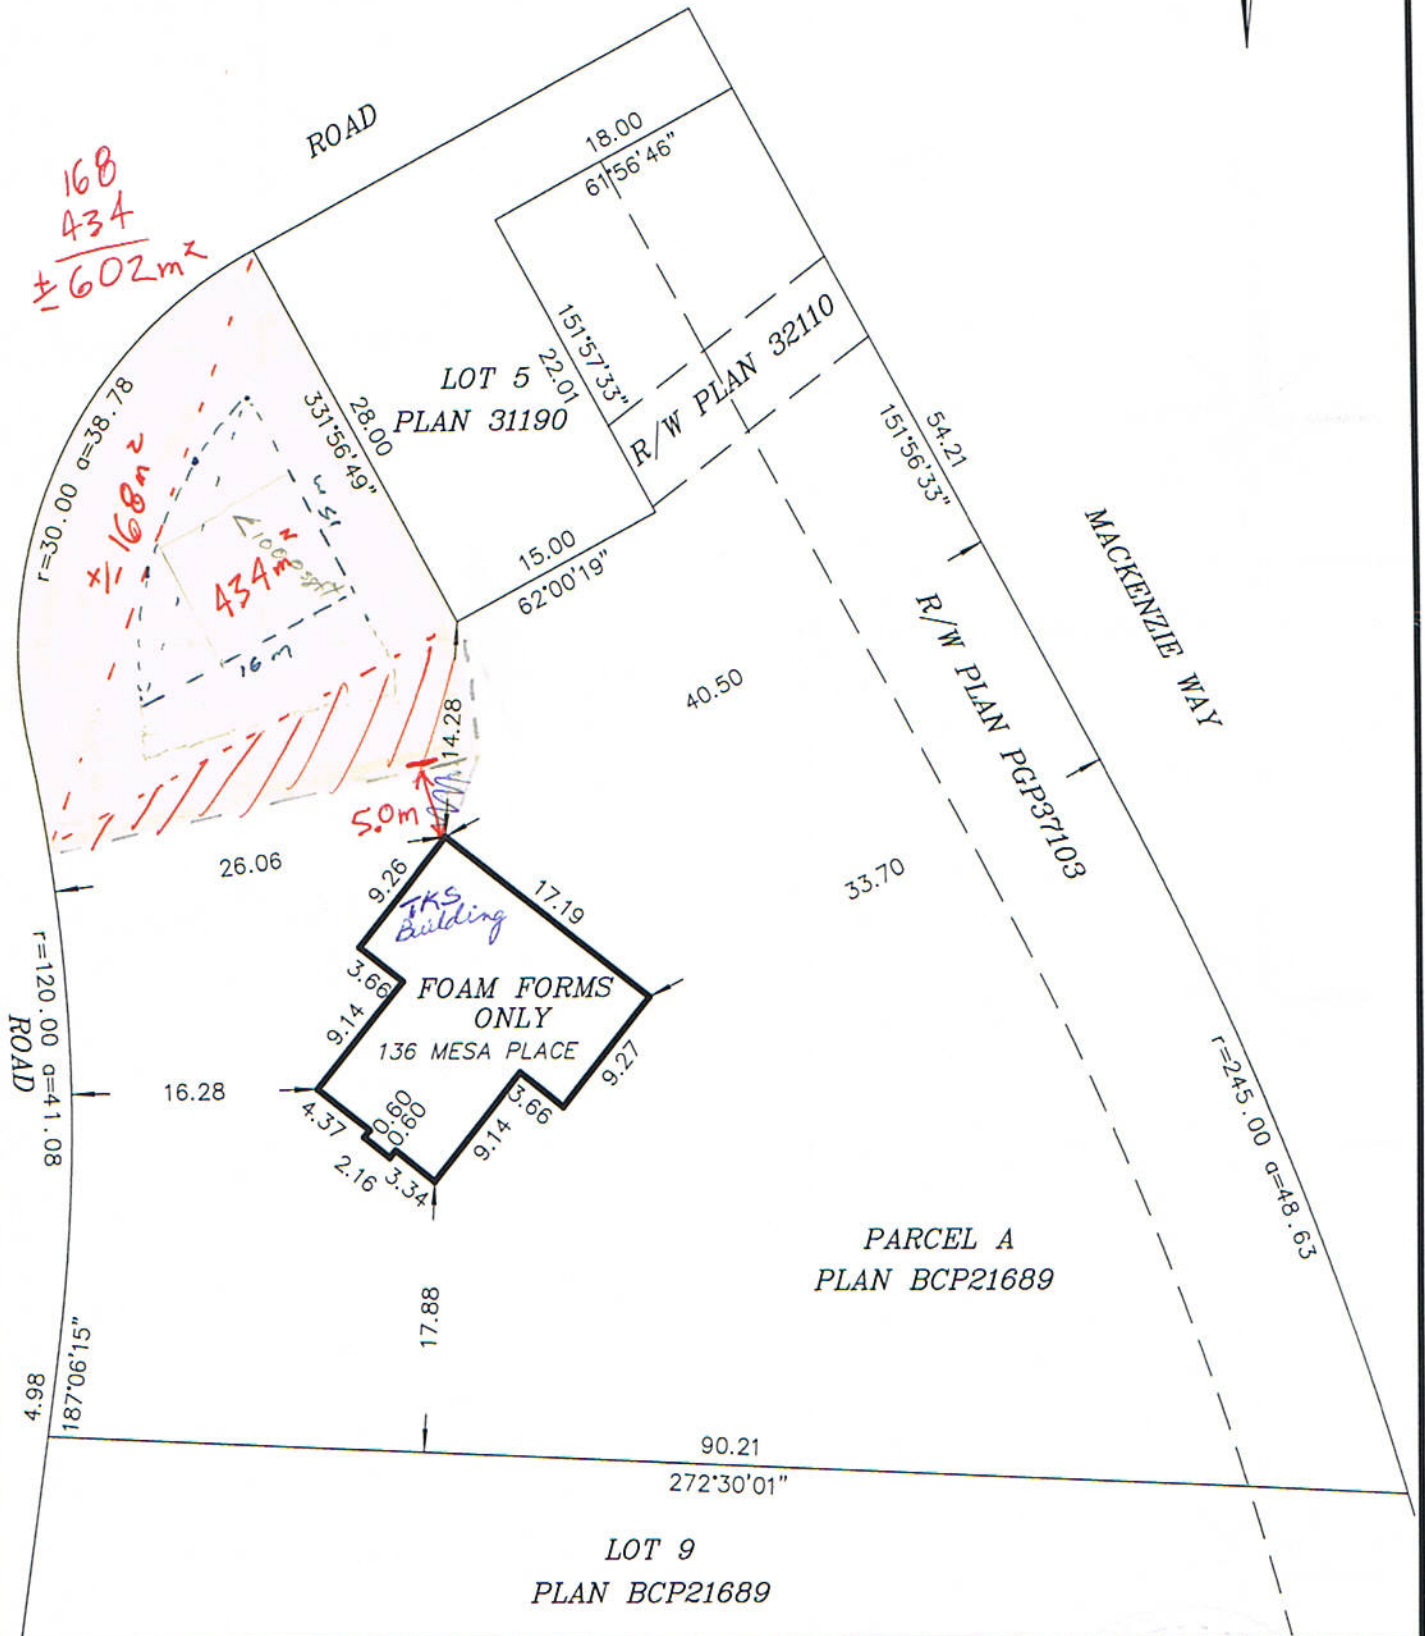 ROAD
168
434
± 602 m²
18.00
61°56'46"
LOT 5
PLAN 31190
151°57'33"
22.01
R/W PLAN 32110
28.00
331°56'49"
r=30.00 a=38.78
168m²
15 m
<1000 sqft
434m²
16 m
15.00
62°00'19"
54.21
151°56'33"
MACKENZIE WAY
R/W PLAN PGP37103
40.50
14.28
5.0m
26.06
33.70
9.26
TKS
Building
17.19
3.66
FOAM FORMS
ONLY
136 MESA PLACE
9.14
9.27
r=120.00 a=41.08
ROAD
16.28
4.37
0.60
0.60
2.16
3.34
9.14
3.66
r=245.00 a=48.63
PARCEL A
PLAN BCP21689
17.88
4.98
187°06'15"
90.21
272°30'01"
LOT 9
PLAN BCP21689